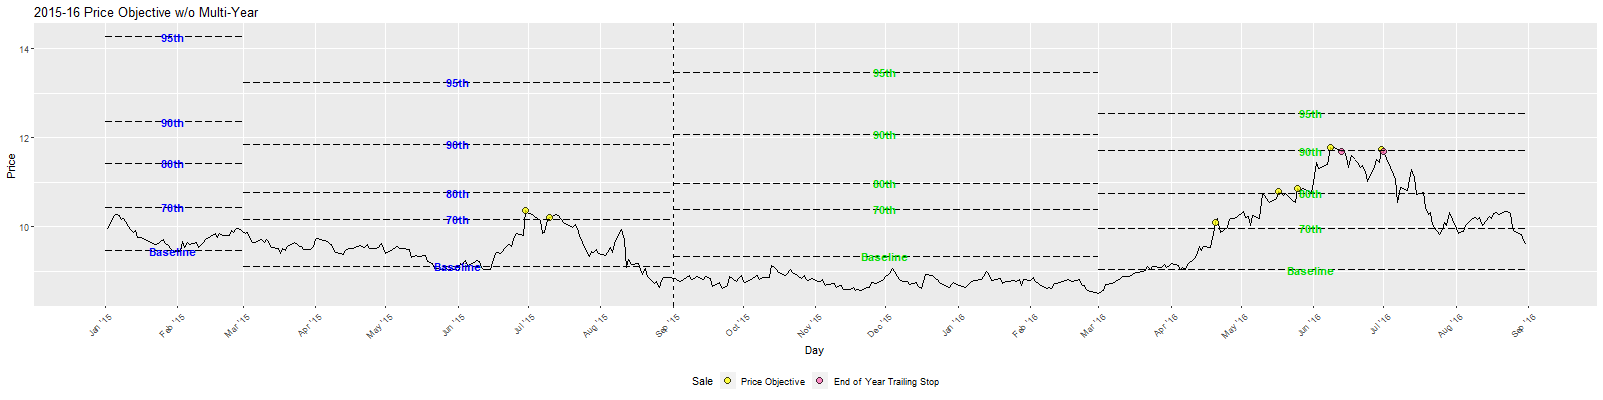 2015-16 Price Objective w/o Multi-Year
Price
14
12
10
95th
90th
80th
70th
Baseline
95th
90th
80th
70th
Baseline
95th
90th
80th
70th
Baseline
95th
90th
80th
70th
Baseline
Jan '15
Feb '15
Mar '15
Apr '15
May '15
Jun '15
Jul '15
Aug '15
Sep '15
Oct '15
Nov '15
Dec '15
Jan '16
Feb '16
Mar '16
Apr '16
May '16
Jun '16
Jul '16
Aug '16
Sep '16
Day
Sale Price Objective End of Year Trailing Stop